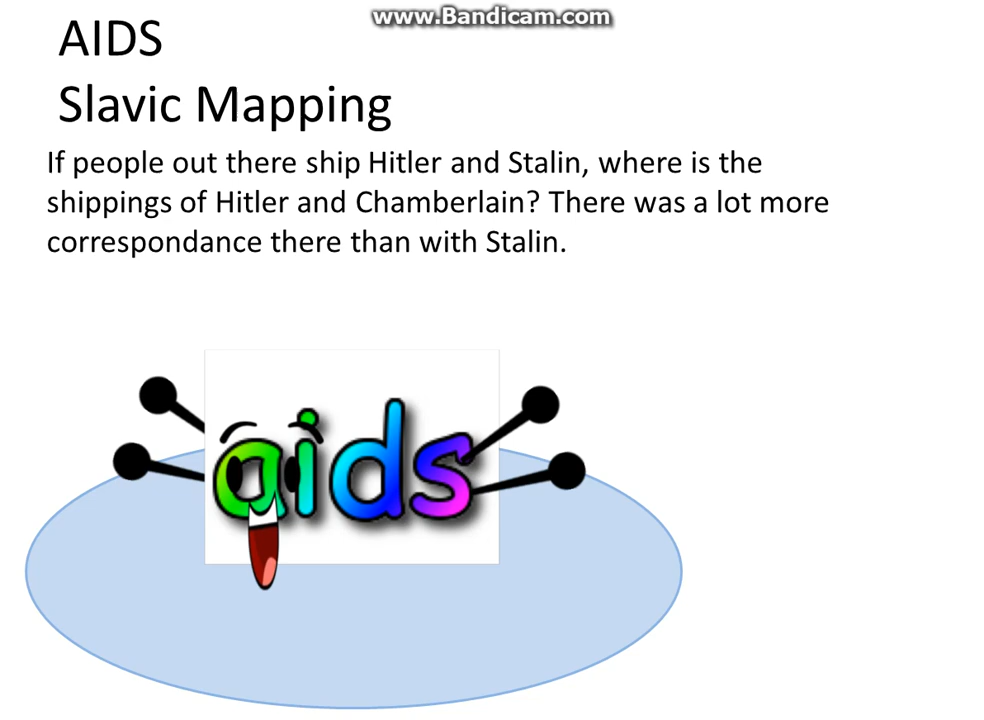 www.Bandicam.com
AIDS
Slavic Mapping
If people out there ship Hitler and Stalin, where is the
shippings of Hitler and Chamberlain? There was a lot more
correspondance there than with Stalin.
aids